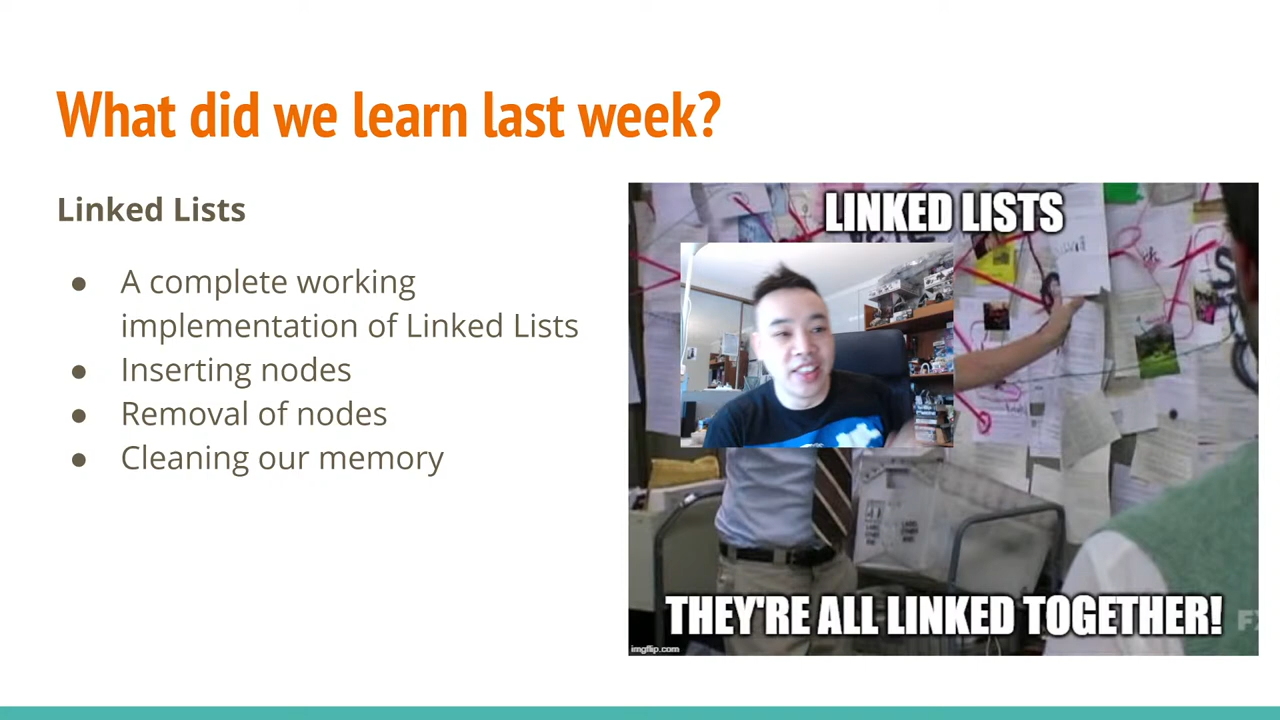 What did we learn last week?
Linked Lists
● A complete working
implementation of Linked Lists
● Inserting nodes
● Removal of nodes
● Cleaning our memory
LINKED LISTS
THEY'RE ALL LINKED TOGETHER!
FX
imgflip.com